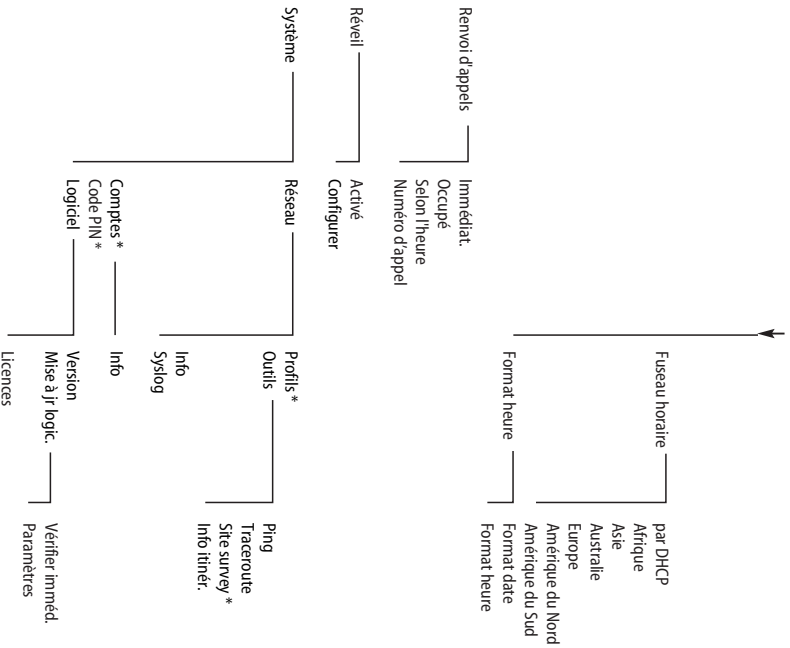 Fuseau horaire
par DHCP
Afrique
Asie
Australie
Europe
Amérique du Nord
Amérique du Sud
Format heure
Format date
Format heure
Renvoi d'appels
Immédiat.
Occupé
Selon l'heure
Numéro d'appel
Réveil
Activé
Configurer
Système
Réseau
Profils *
Outils
Ping
Traceroute
Site survey *
Info itinér.
Info
Syslog
Comptes *
Info
Code PIN *
Logiciel
Version
Mise à jr logic.
Vérifier imméd.
Paramètres
Licences